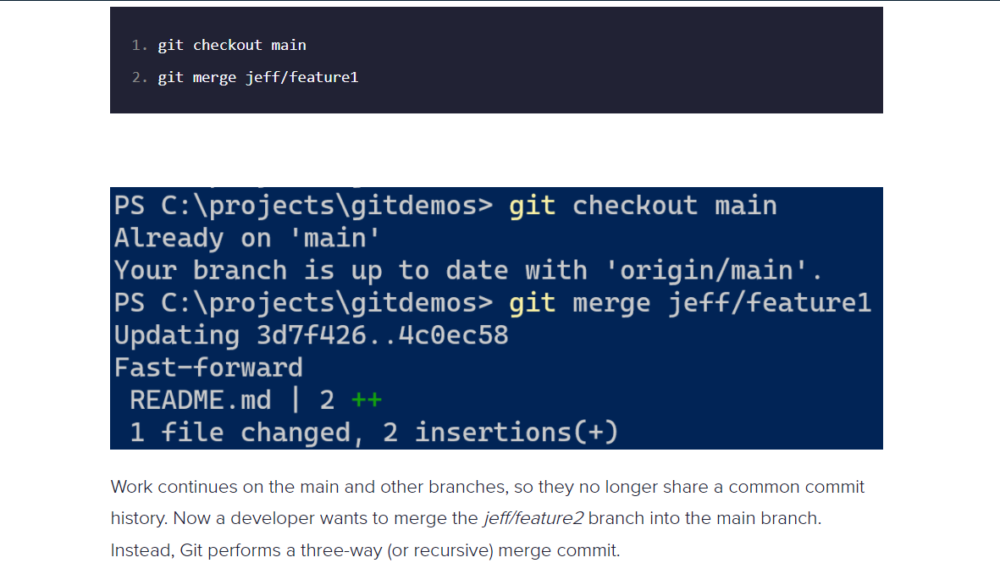 1. git checkout main
2. git merge jeff/feature1
PS C:\projects\gitdemos> git checkout main
Already on 'main'
Your branch is up to date with 'origin/main'.
PS C:\projects\gitdemos> git merge jeff/feature1
Updating 3d7f426..4c0ec58
Fast-forward
README.md | 2 ++
1 file changed, 2 insertions(+)
Work continues on the main and other branches, so they no longer share a common commit
history. Now a developer wants to merge the jeff/feature2 branch into the main branch.
Instead, Git performs a three-way (or recursive) merge commit.